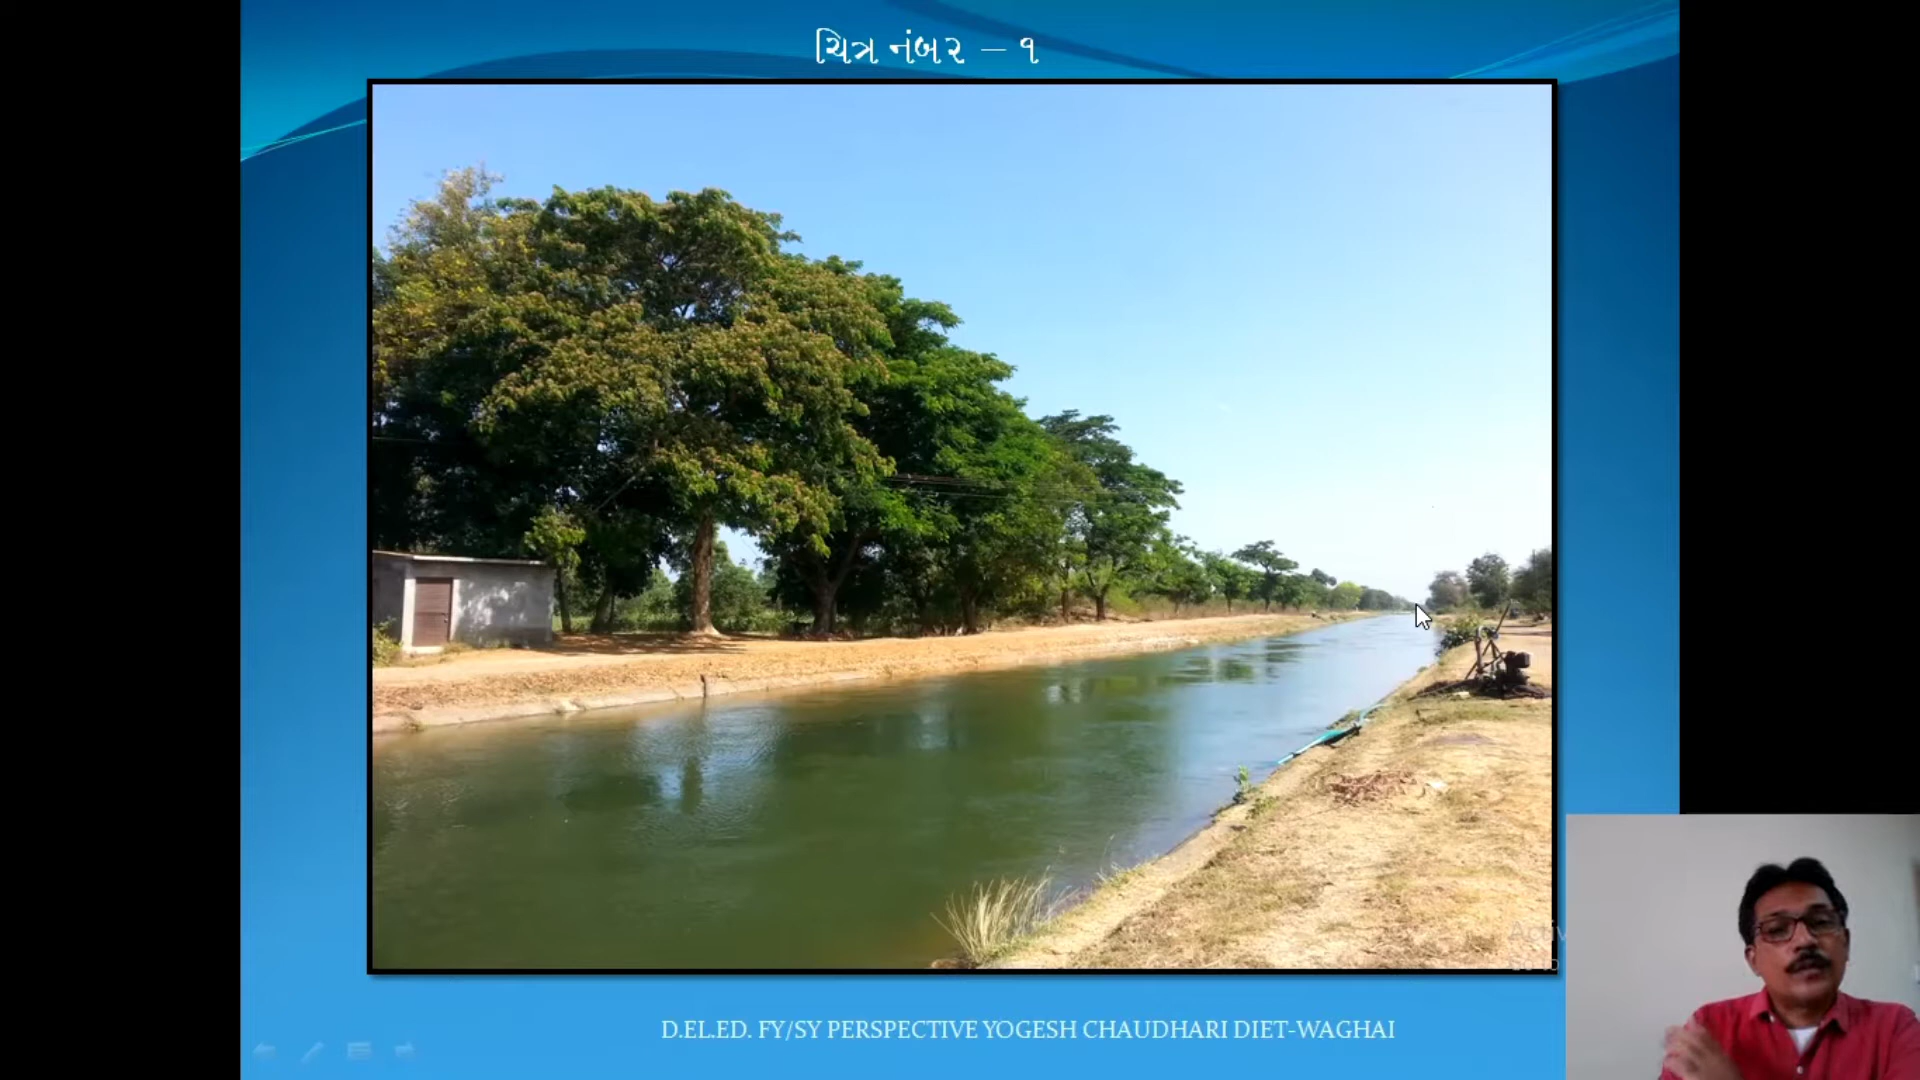 ચિત્ર નંબર – ૧
D.EL.ED. FY/SY PERSPECTIVE YOGESH CHAUDHARI DIET-WAGHAI